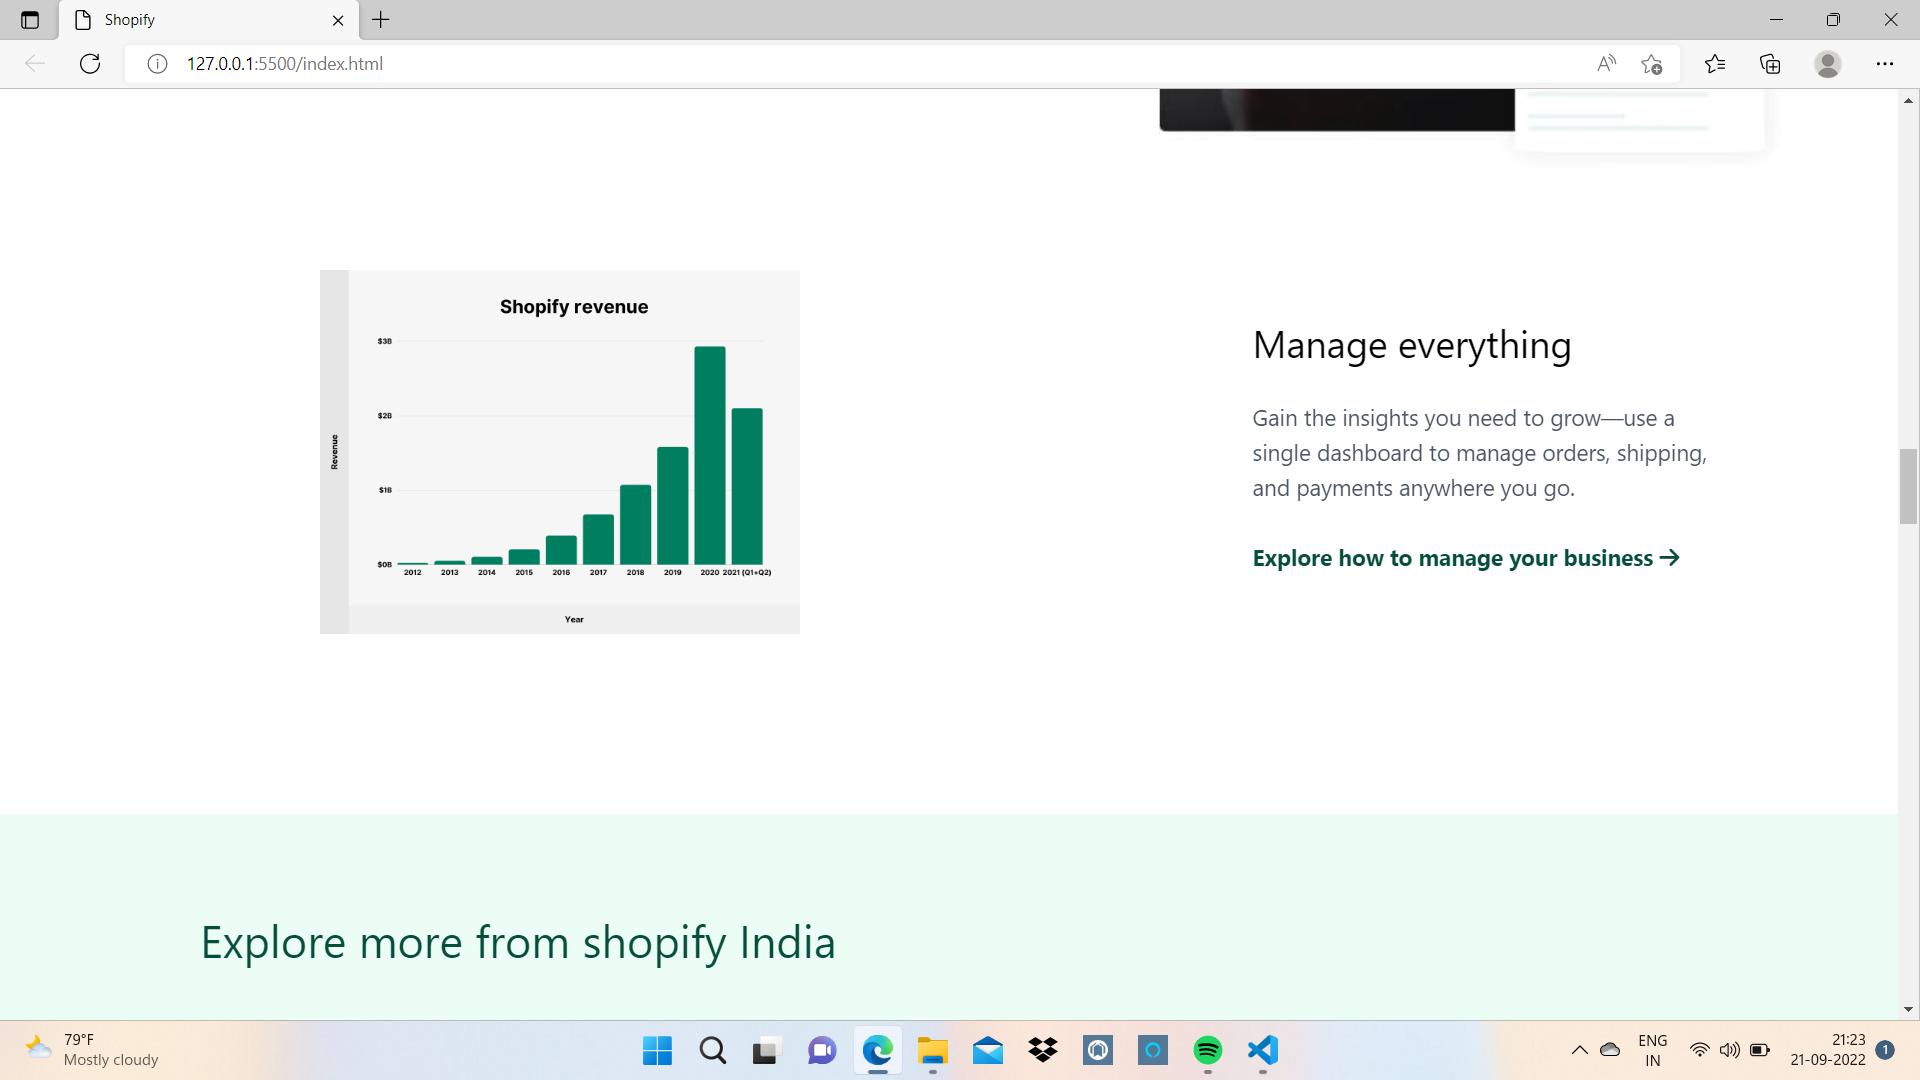 Shopify
127.0.0.1:5500/index.html
Shopify revenue
$3B
$2B
$1B
$0B
Revenue
2012 2013 2014 2015 2016 2017 2018 2019 2020 2021 (Q1+Q2)
Year
Manage everything
Gain the insights you need to grow—use a
single dashboard to manage orders, shipping,
and payments anywhere you go.
Explore how to manage your business →
Explore more from shopify India
79°F
Mostly cloudy
ENG
IN
21:23
21-09-2022
1